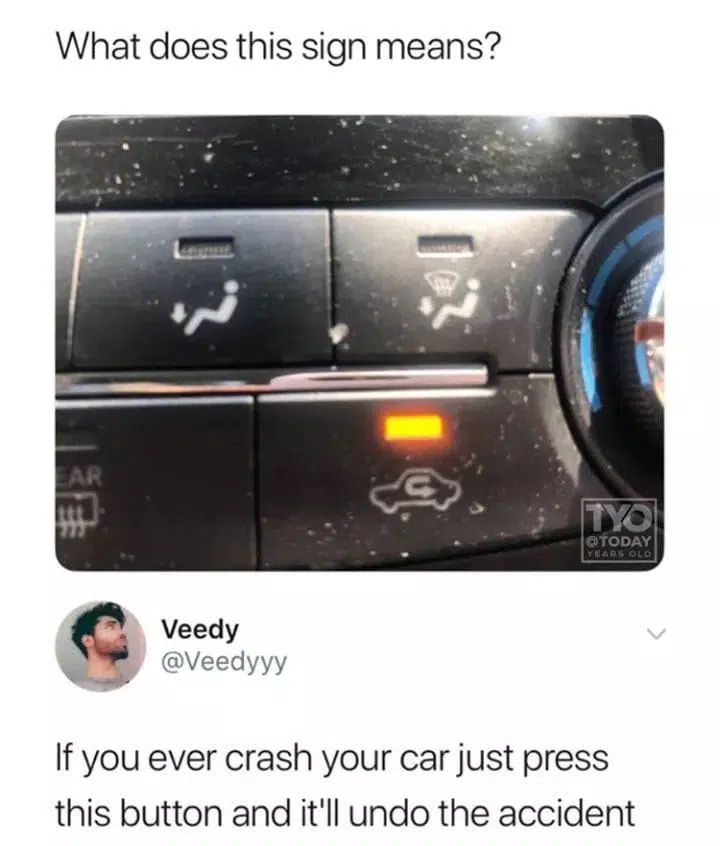 What does this sign means?
EAR
TYO
@TODAY
YEARS OLD
Veedy
@Veedyyy
If you ever crash your car just press
this button and it'll undo the accident